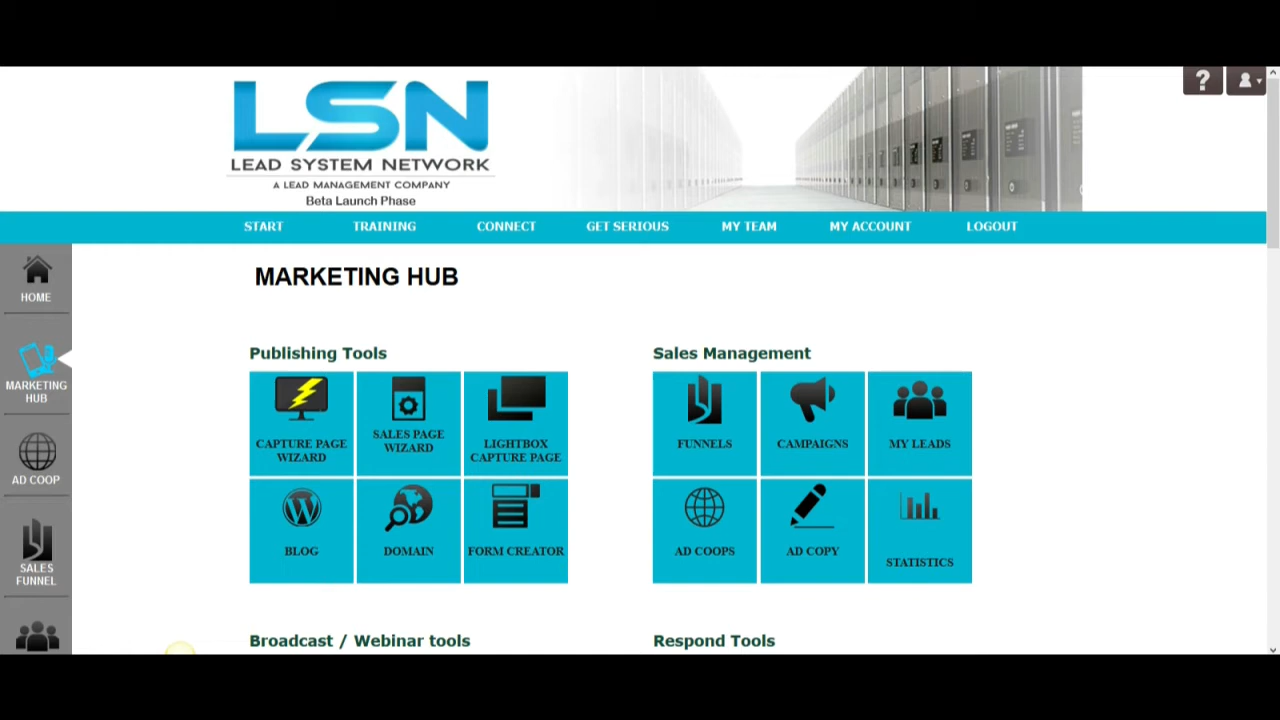 LSN
LEAD SYSTEM NETWORK
A LEAD MANAGEMENT COMPANY
Beta Launch Phase
?
START TRAINING CONNECT GET SERIOUS MY TEAM MY ACCOUNT LOGOUT
HOME
MARKETING
HUB
AD COOP
SALES
FUNNEL
MARKETING HUB
Publishing Tools
CAPTURE PAGE
WIZARD
SALES PAGE
WIZARD
LIGHTBOX
CAPTURE PAGE
BLOG
DOMAIN
FORM CREATOR
Sales Management
FUNNELS
CAMPAIGNS
MY LEADS
AD COOPS
AD COPY
STATISTICS
Broadcast / Webinar tools
Respond Tools